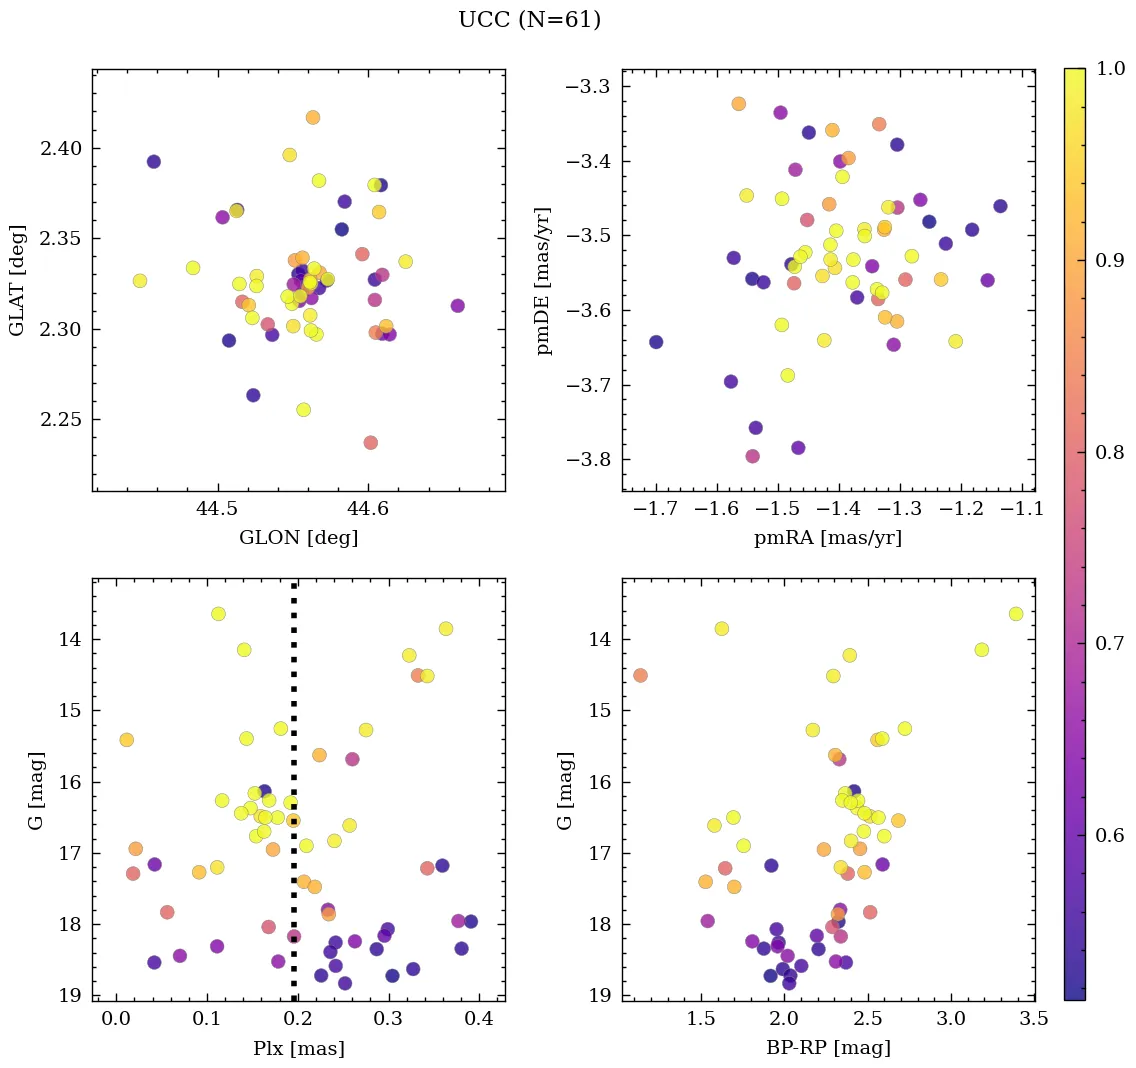 UCC (N=61)
2.40
2.35
2.30
2.25
GLAT [deg]
44.5 44.6
GLON [deg]
−3.3
−3.4
−3.5
−3.6
−3.7
−3.8
pmDE [mas/yr]
−1.7 −1.6 −1.5 −1.4 −1.3 −1.2 −1.1
pmRA [mas/yr]
1.0
0.9
0.8
0.7
0.6
14
15
16
17
18
19
G [mag]
0.0 0.1 0.2 0.3 0.4
Plx [mas]
14
15
16
17
18
19
G [mag]
1.5 2.0 2.5 3.0 3.5
BP-RP [mag]